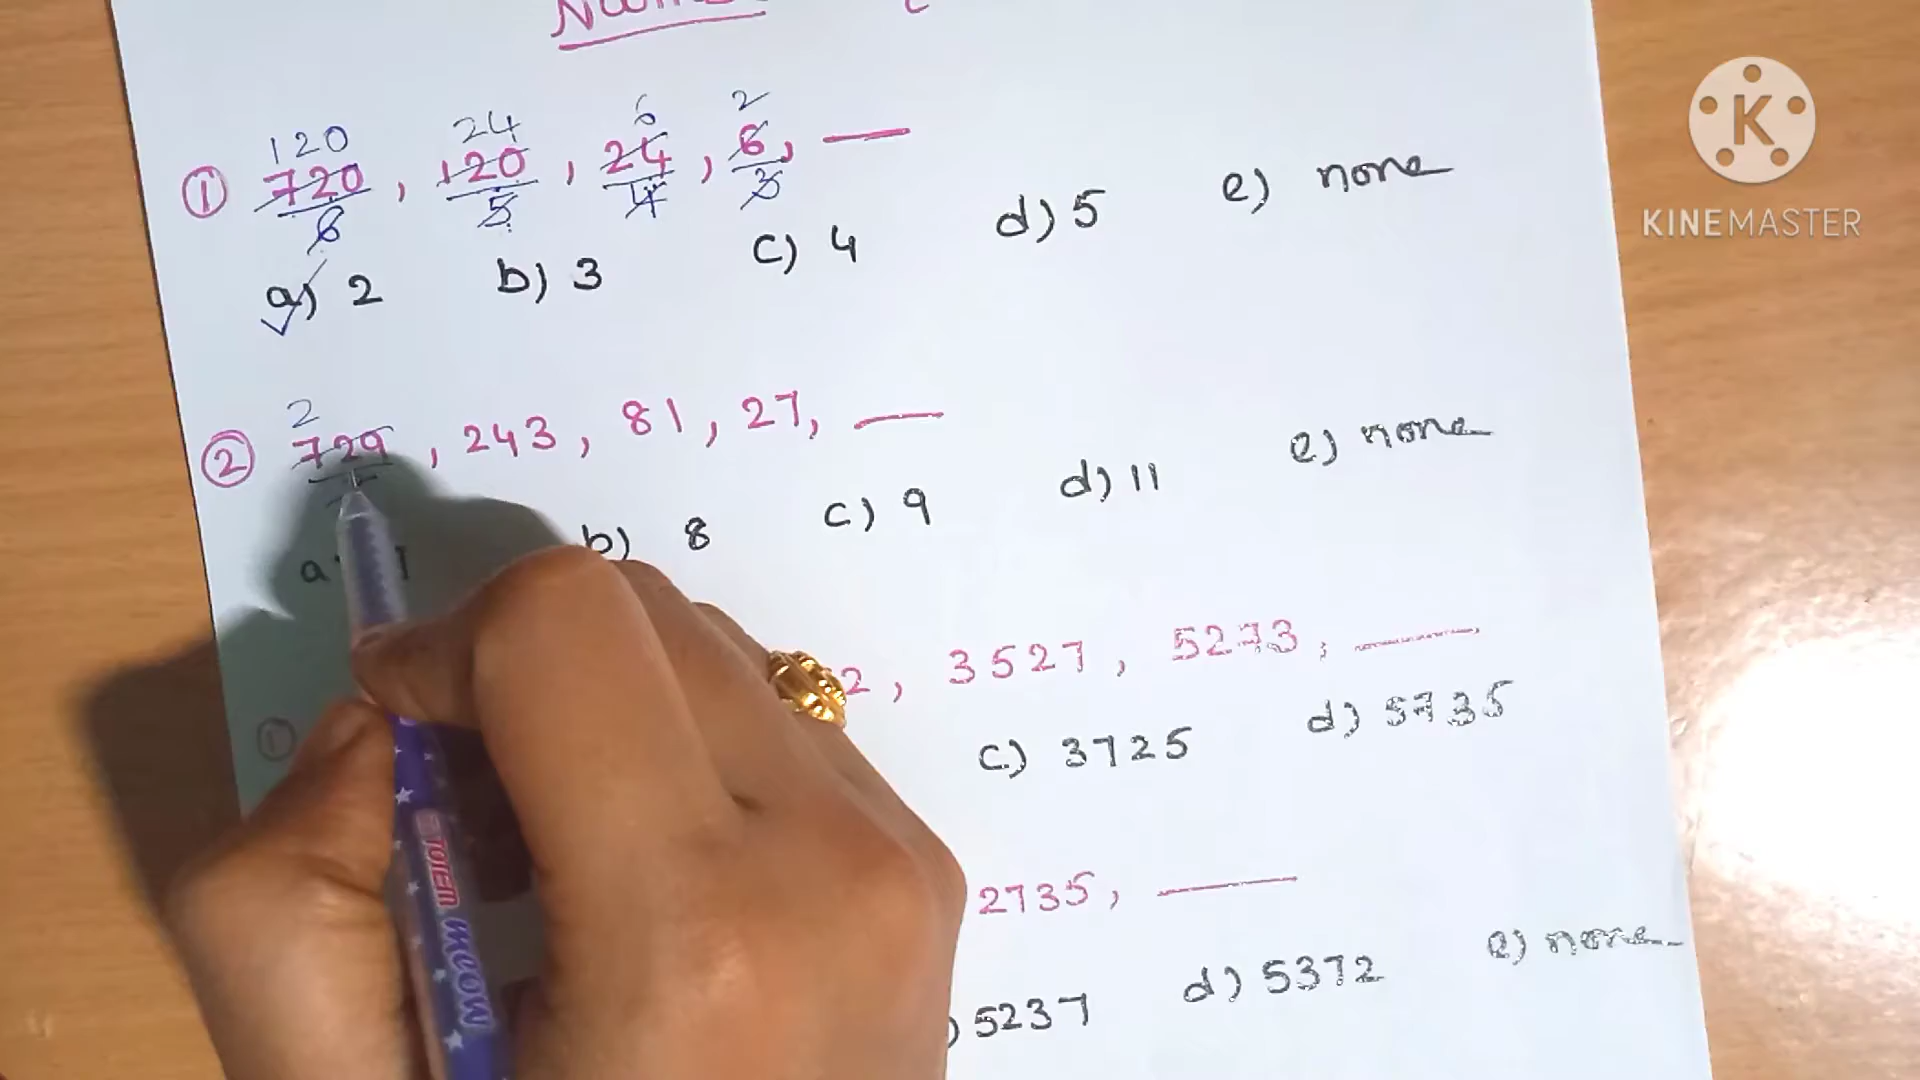 120 24 6 2
① 720, 120, 24, 6, —
6 5 4 3
a) 2 b) 3 c) 4 d) 5 e) none
2
② 729, 243, 81, 27, —
b) 8 c) 9 d) 11 e) none
2, 3527, 5273, —
c) 3725 d) 5735
2735, —
) 5237 d) 5372 e) none
K
KINEMASTER
TOTEM Meow